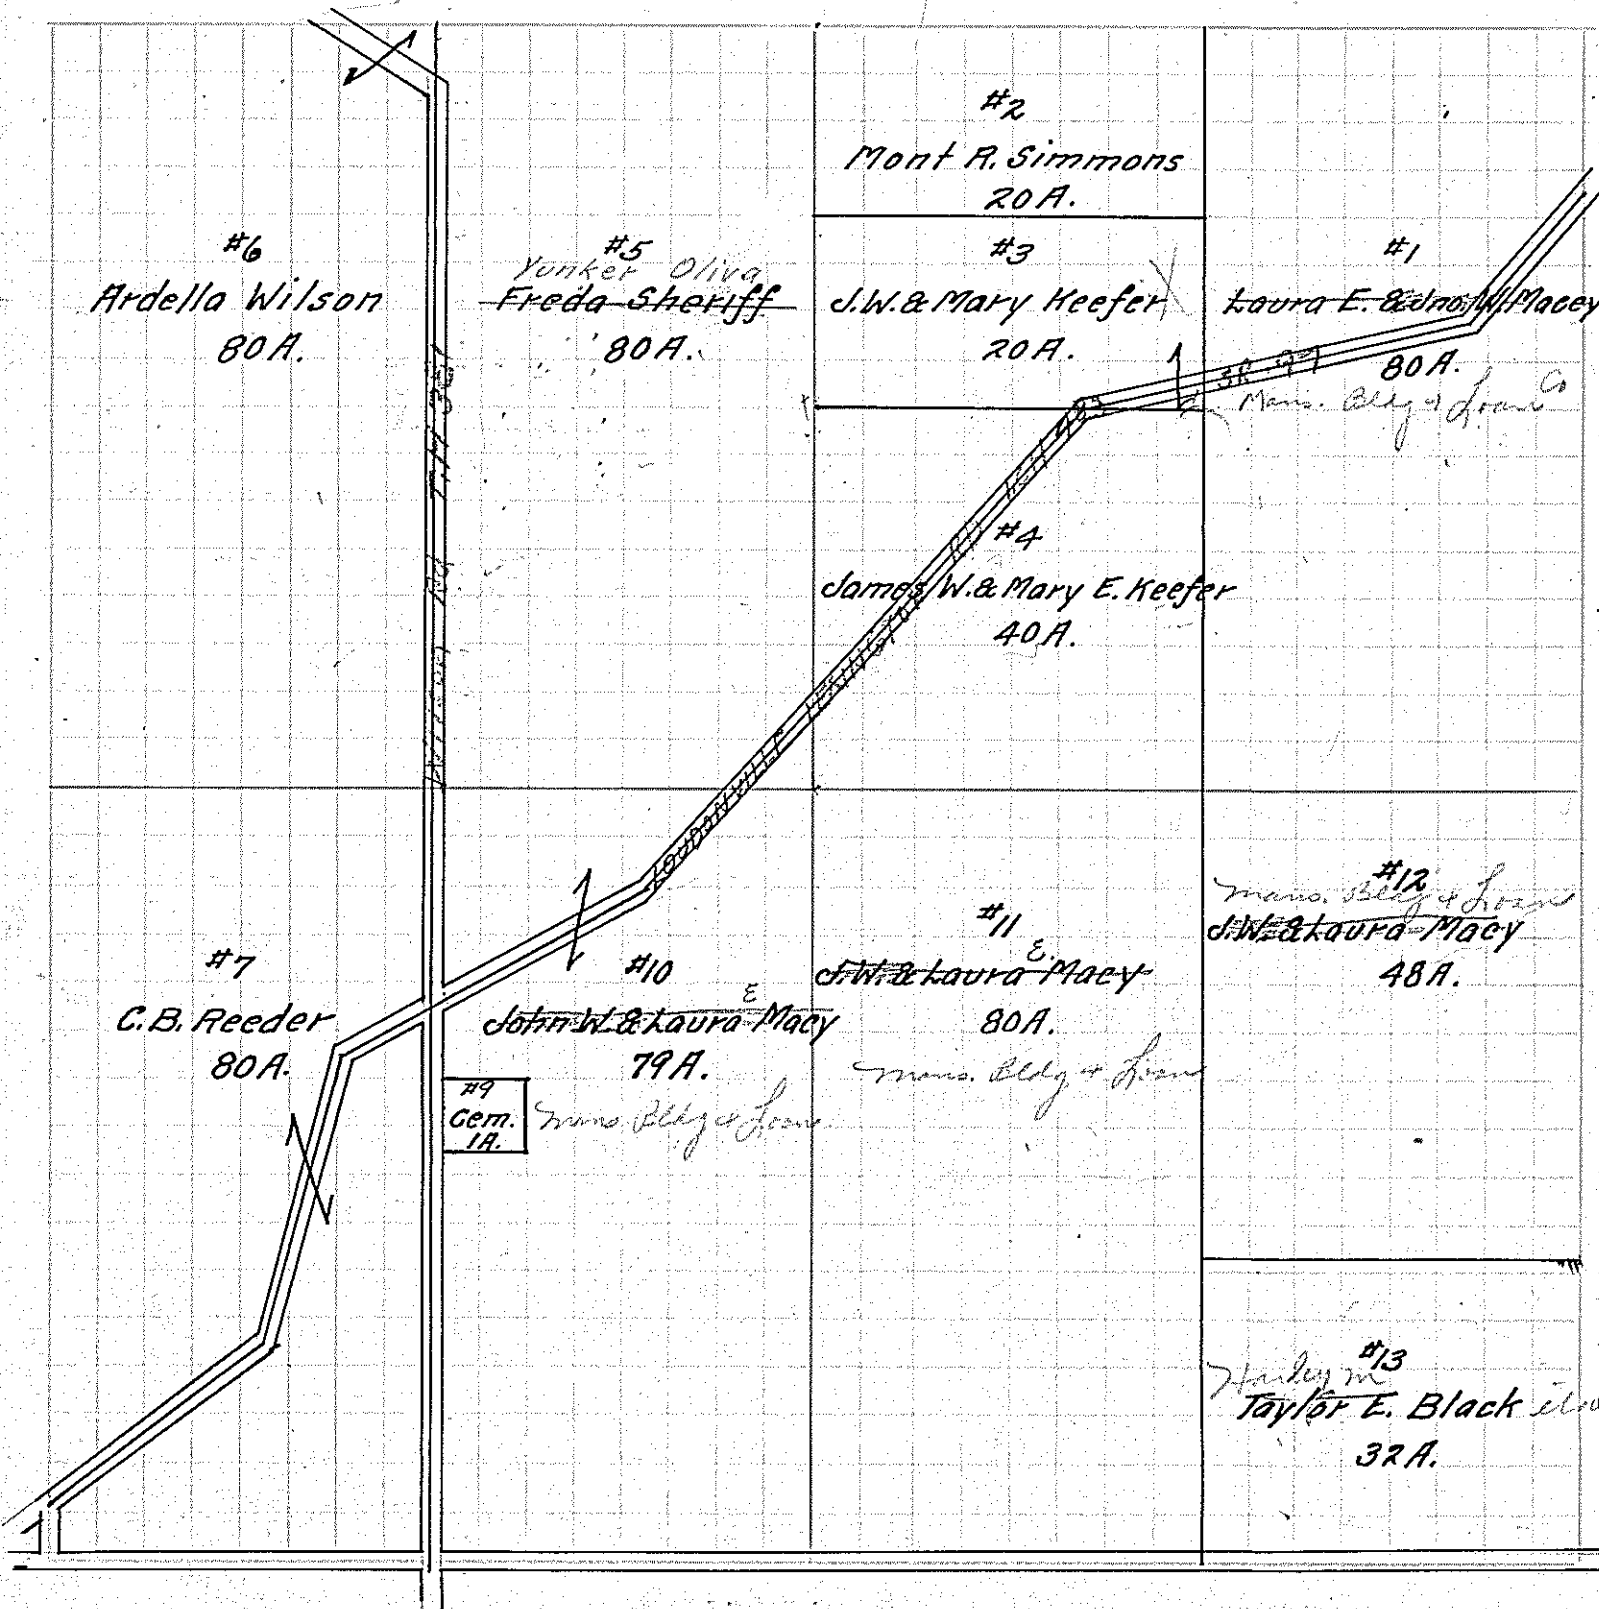 #2
Mont R. Simmons
20A.
#6
Ardella Wilson
80A.
#5
Yunker Oliva
Freda Sheriff
80A.
#3
J.W. & Mary Keefer
20A.
#1
Laura E. & Jno. W. Macey
80A.
Mans. Bldg & Loan Co
#4
James W. & Mary E. Keefer
40A.
LOUDONVILLE
#7
C.B. Reeder
80A.
#10
E
John W. & Laura Macy
79A.
Mans Bldg & Loan
#9
Cem.
1A.
#11
E.
J.W. & Laura Macy
80A.
Mans. Bldg & Loan
#12
Mans. Bldg & Loan
J.W. & Laura Macy
48A.
#13
Harley M
Taylor E. Black
32A.